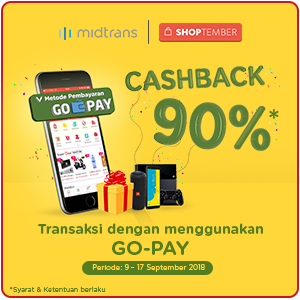 midtrans
SHOPTEMBER
CASHBACK
90%*
Metode Pembayaran
GO PAY
Transaksi dengan menggunakan
GO-PAY
Periode: 9 - 17 September 2018
*Syarat & Ketentuan berlaku